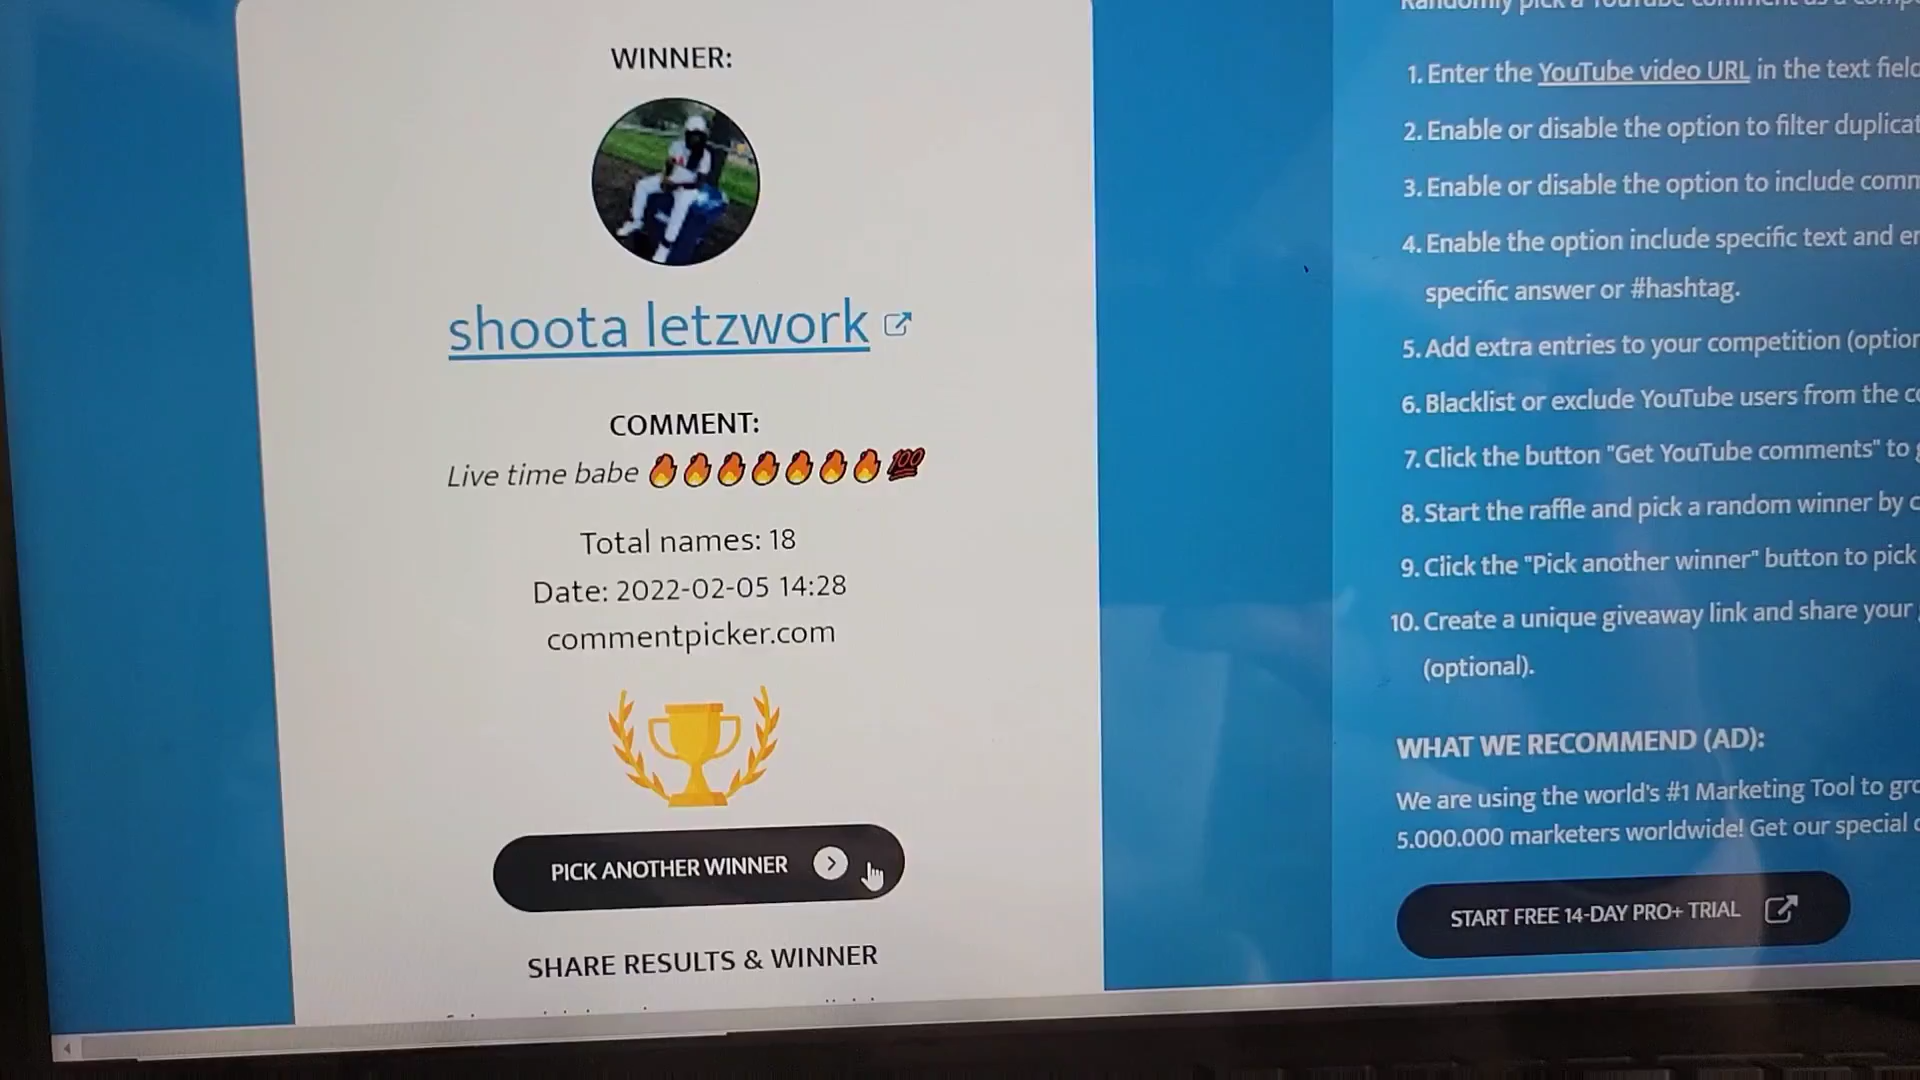 WINNER:
shoota letzwork
COMMENT:
Live time babe 🔥🔥🔥🔥🔥🔥🔥💯
Total names: 18
Date: 2022-02-05 14:28
commentpicker.com
PICK ANOTHER WINNER
SHARE RESULTS & WINNER
Randomly pick a YouTube comment as a
1. Enter the YouTube video URL in the text
2. Enable or disable the option to filter
3. Enable or disable the option to include
4. Enable the option include specific text and
specific answer or #hashtag.
5. Add extra entries to your competition
6. Blacklist or exclude YouTube users from the
7. Click the button "Get YouTube comments" to
8. Start the raffle and pick a random winner by
9. Click the "Pick another winner" button to pick
10. Create a unique giveaway link and share your
(optional).
WHAT WE RECOMMEND (AD):
We are using the world's #1 Marketing Tool to
5.000.000 marketers worldwide! Get our special
START FREE 14-DAY PRO+ TRIAL